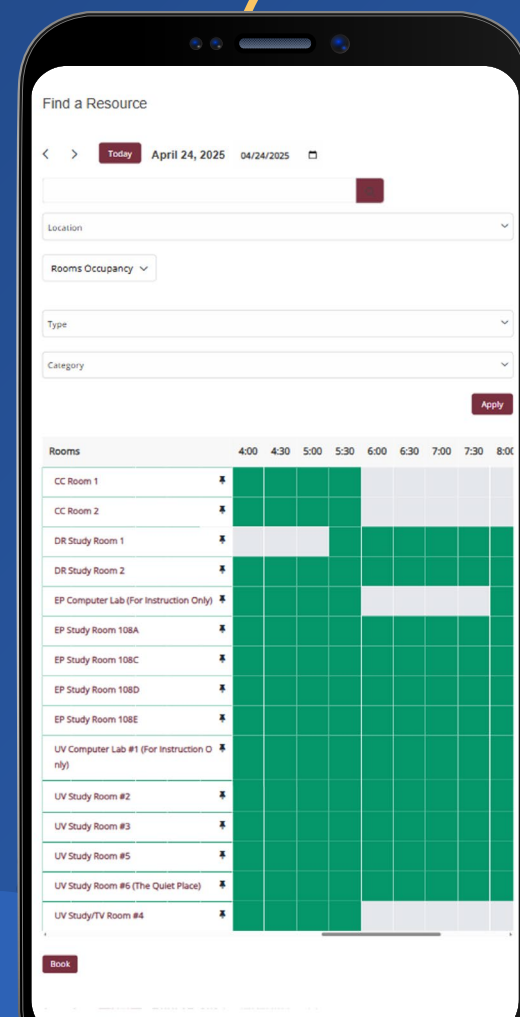 Find a Resource
Today April 24, 2025 04/24/2025
Location
Rooms Occupancy
Type
Category
Apply
Rooms 4:00 4:30 5:00 5:30 6:00 6:30 7:00 7:30 8:00
CC Room 1
CC Room 2
DR Study Room 1
DR Study Room 2
EP Computer Lab (For Instruction Only)
EP Study Room 108A
EP Study Room 108C
EP Study Room 108D
EP Study Room 108E
UV Computer Lab #1 (For Instruction O
nly)
UV Study Room #2
UV Study Room #3
UV Study Room #5
UV Study Room #6 (The Quiet Place)
UV Study/TV Room #4
Book